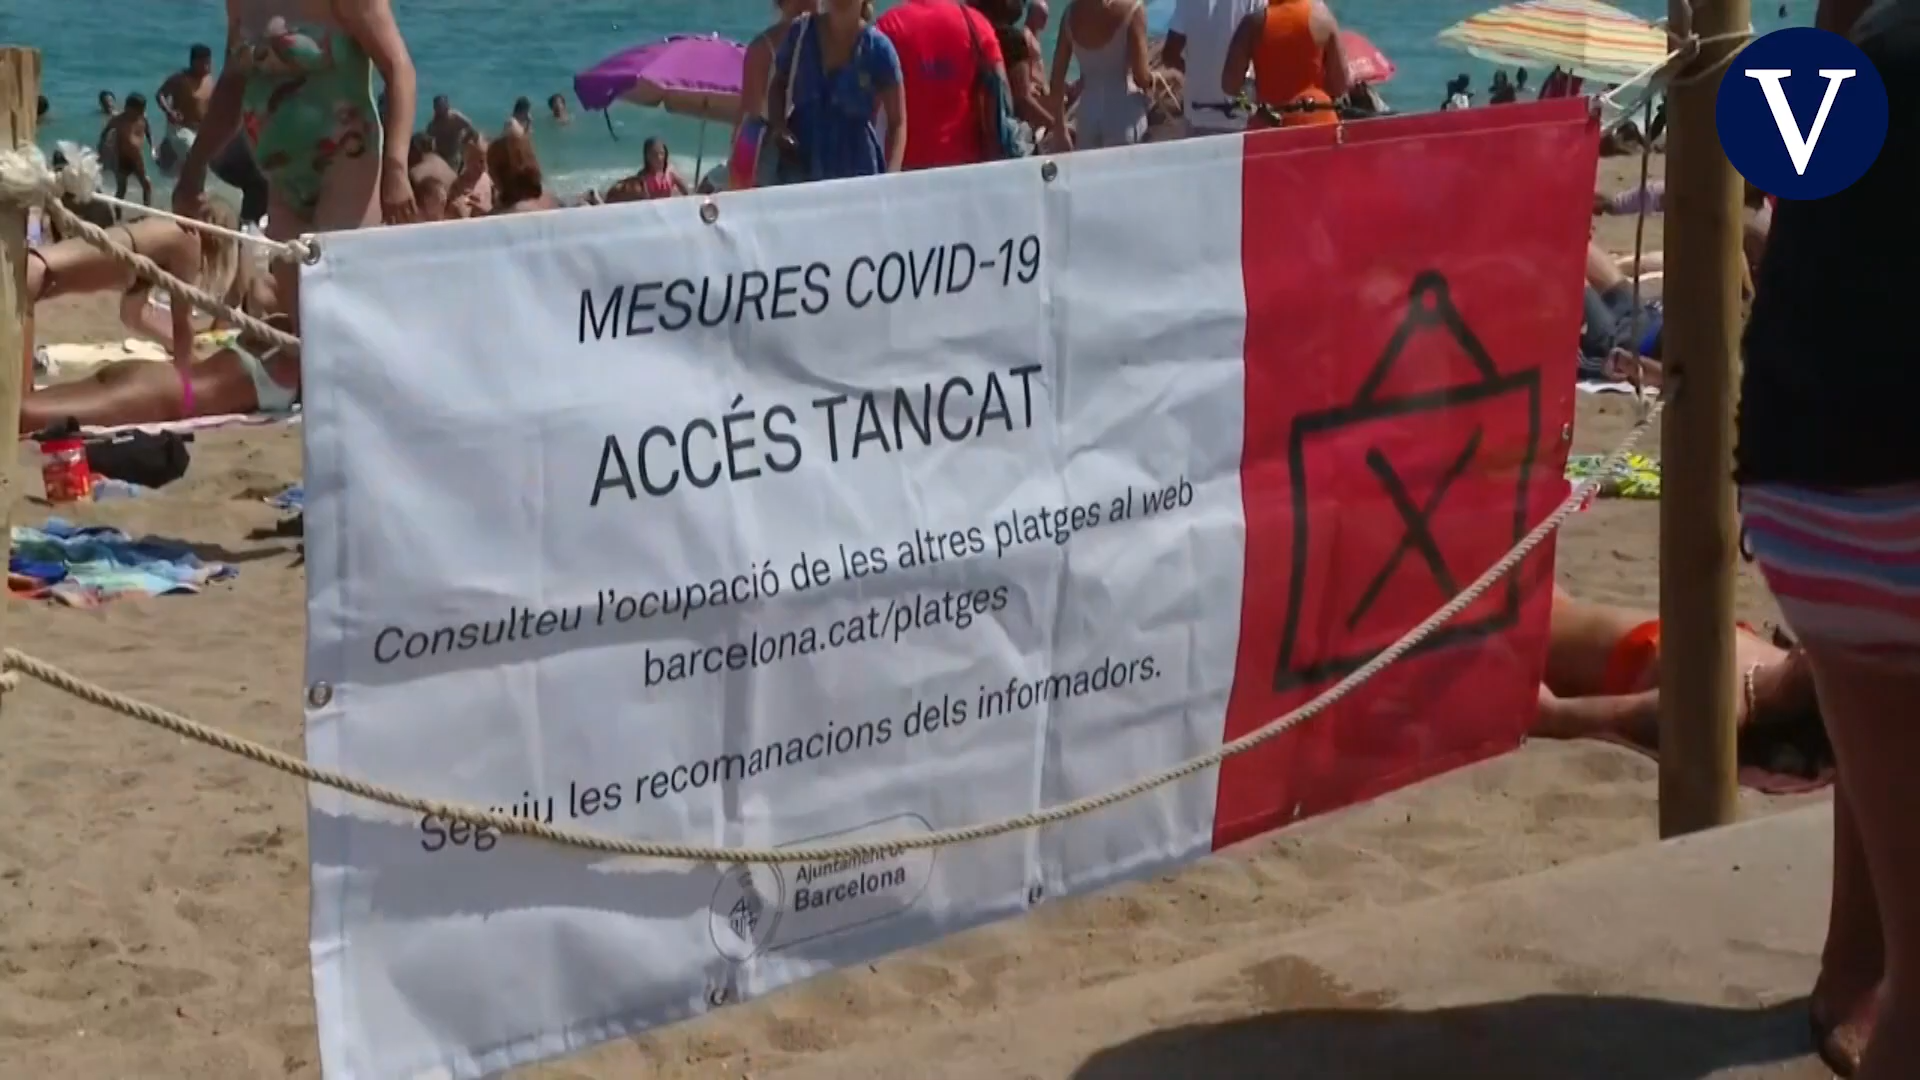 V
MESURES COVID-19
ACCÉS TANCAT
Consulteu l'ocupació de les altres platges al web
barcelona.cat/platges
Seguiu les recomanacions dels informadors.
Ajuntament de
Barcelona